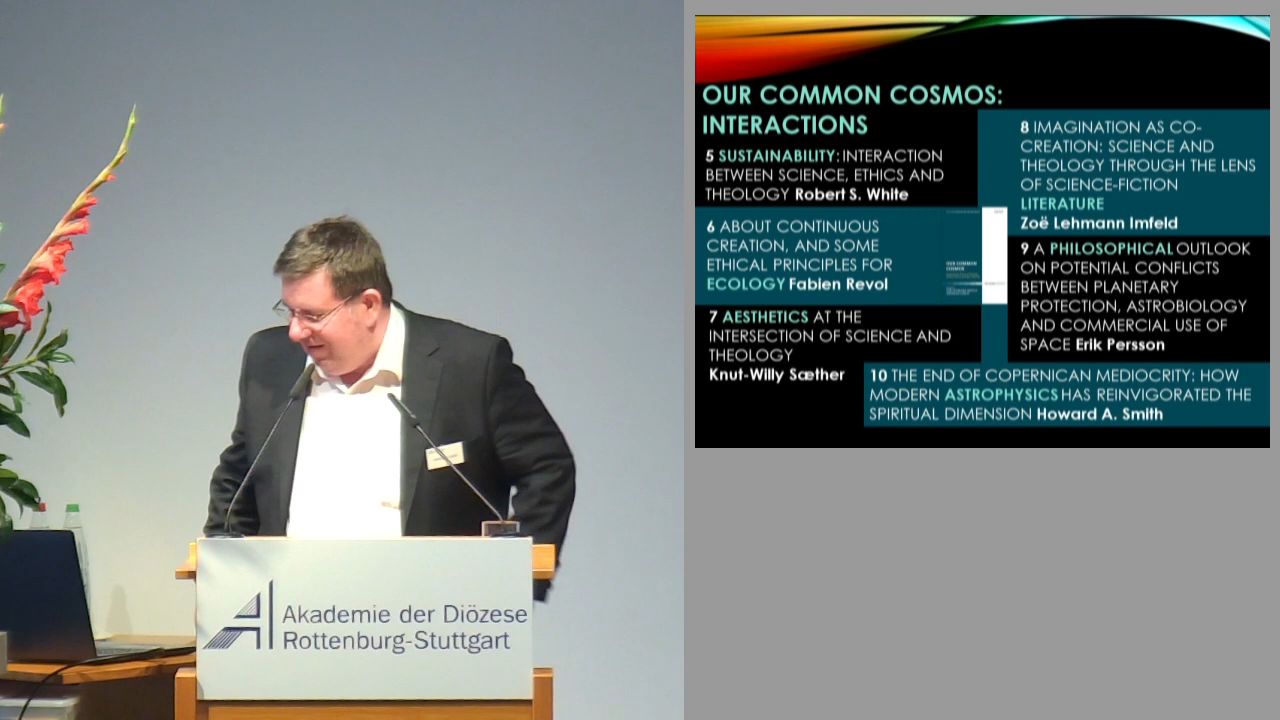 Akademie der Diözese
Rottenburg-Stuttgart
OUR COMMON COSMOS:
INTERACTIONS
5 SUSTAINABILITY: INTERACTION
BETWEEN SCIENCE, ETHICS AND
THEOLOGY Robert S. White
6 ABOUT CONTINUOUS
CREATION, AND SOME
ETHICAL PRINCIPLES FOR
ECOLOGY Fabien Revol
OUR COMMON
COSMOS
7 AESTHETICS AT THE
INTERSECTION OF SCIENCE AND
THEOLOGY
Knut-Willy Sæther
8 IMAGINATION AS CO-
CREATION: SCIENCE AND
THEOLOGY THROUGH THE LENS
OF SCIENCE-FICTION
LITERATURE
Zoë Lehmann Imfeld
9 A PHILOSOPHICAL OUTLOOK
ON POTENTIAL CONFLICTS
BETWEEN PLANETARY
PROTECTION, ASTROBIOLOGY
AND COMMERCIAL USE OF
SPACE Erik Persson
10 THE END OF COPERNICAN MEDIOCRITY: HOW
MODERN ASTROPHYSICS HAS REINVIGORATED THE
SPIRITUAL DIMENSION Howard A. Smith